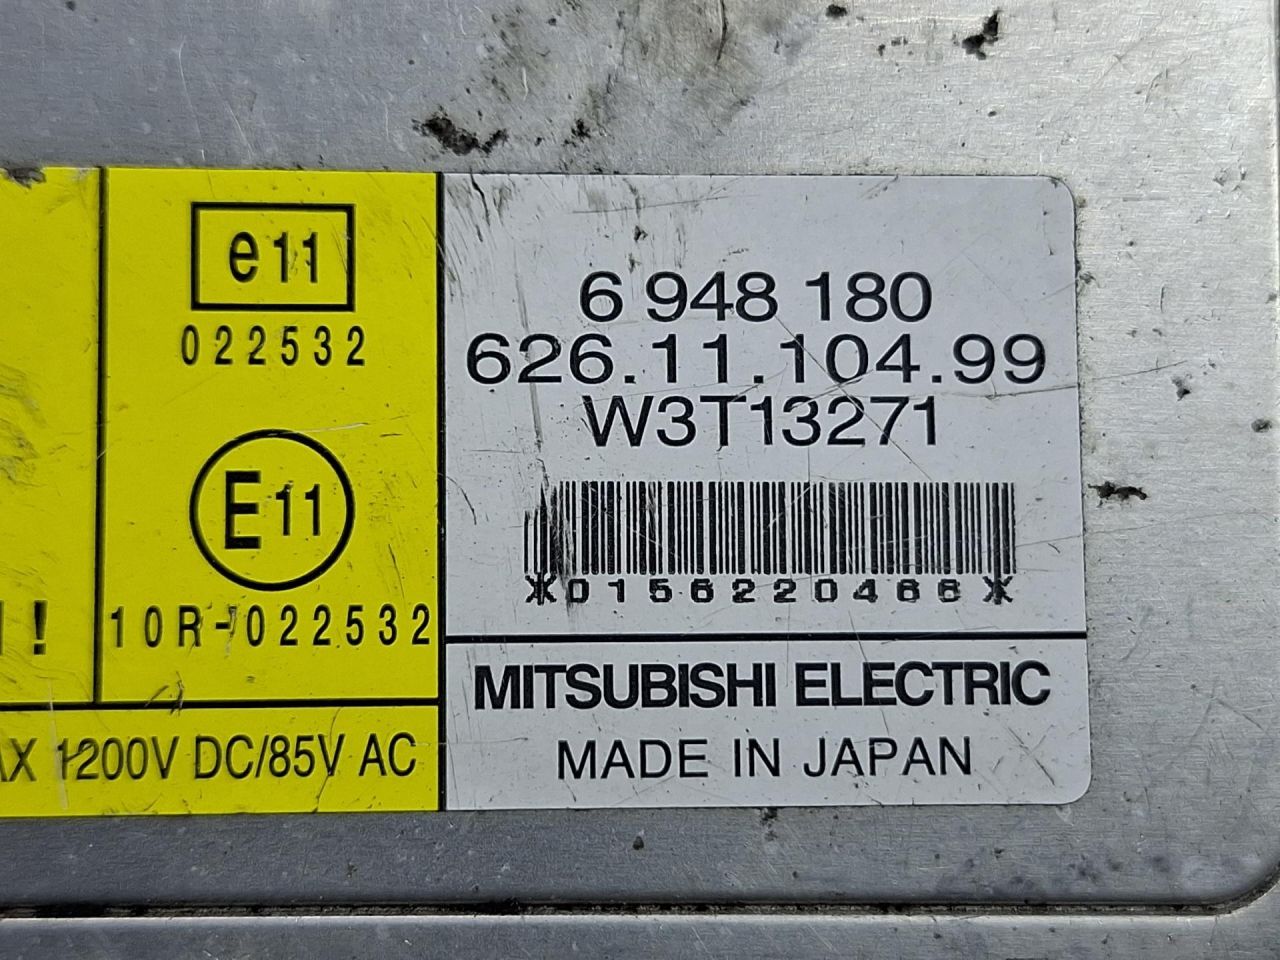 e11
022532
E11
10R-022532
!
1200V DC/85V AC
6 948 180
626.11.104.99
W3T13271
*0156220468*
MITSUBISHI ELECTRIC
MADE IN JAPAN